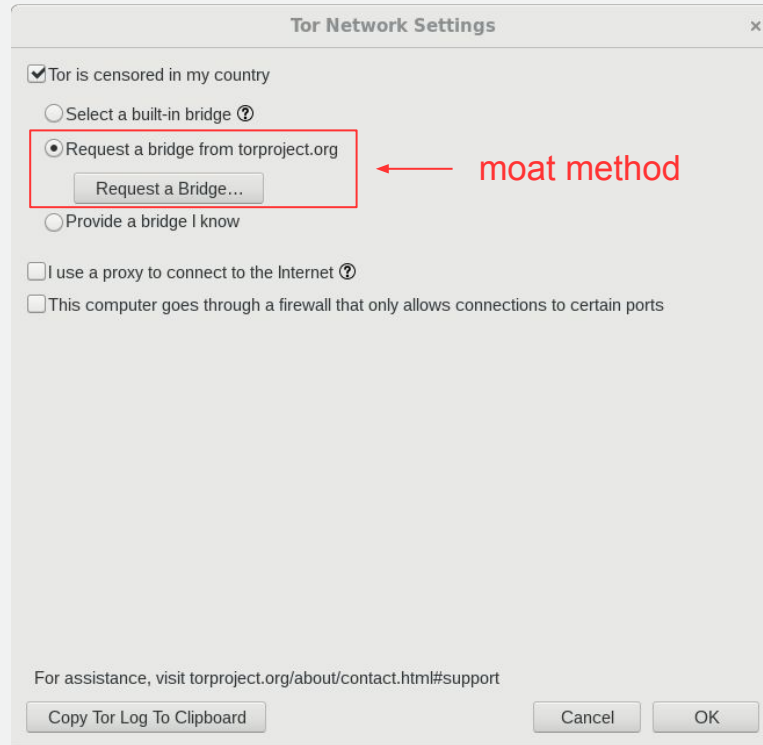 Tor Network Settings
Tor is censored in my country
Select a built-in bridge ?
Request a bridge from torproject.org
moat method
Request a Bridge...
Provide a bridge I know
I use a proxy to connect to the Internet ?
This computer goes through a firewall that only allows connections to certain ports
For assistance, visit torproject.org/about/contact.html#support
Copy Tor Log To Clipboard
Cancel
OK